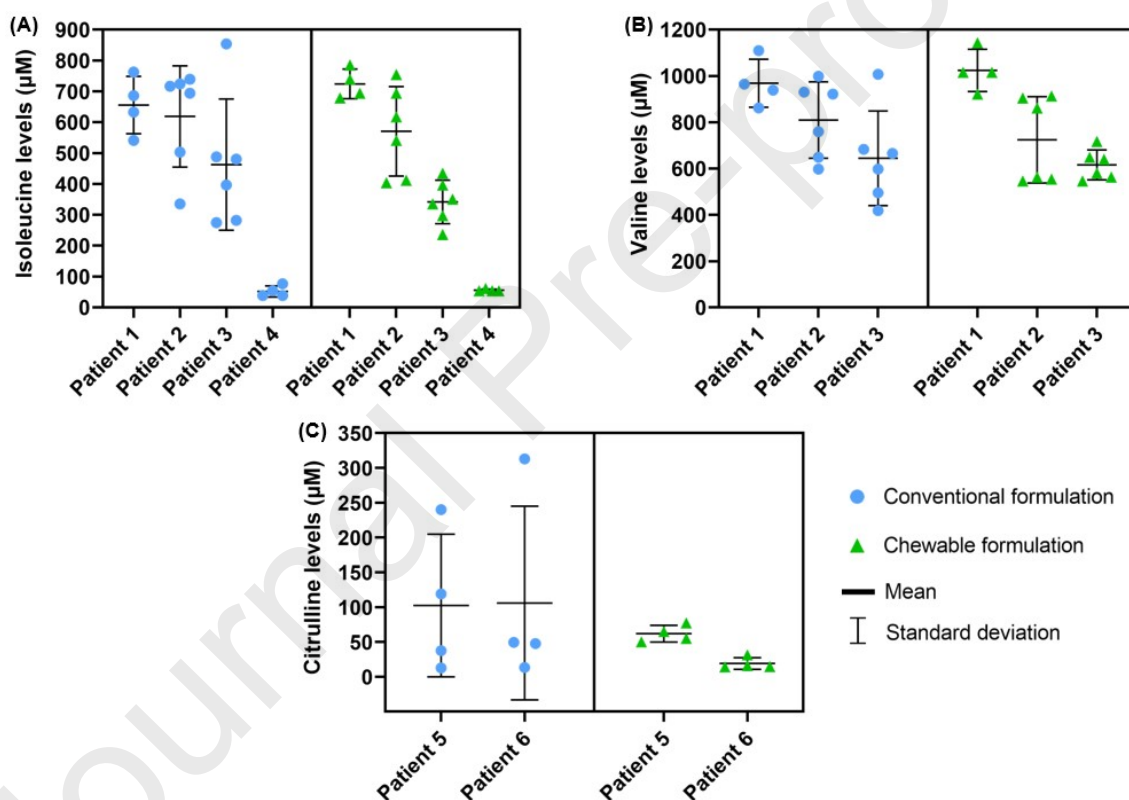 (A)
Isoleucine levels (µM)
900
800
700
600
500
400
300
200
100
0
Patient 1
Patient 2
Patient 3
Patient 4
Patient 1
Patient 2
Patient 3
Patient 4
(B)
Valine levels (µM)
1200
1000
800
600
400
200
0
Patient 1
Patient 2
Patient 3
Patient 1
Patient 2
Patient 3
(C)
Citrulline levels (µM)
350
300
250
200
150
100
50
0
Patient 5
Patient 6
Patient 5
Patient 6
Conventional formulation
Chewable formulation
Mean
Standard deviation
Journal Pre-pro